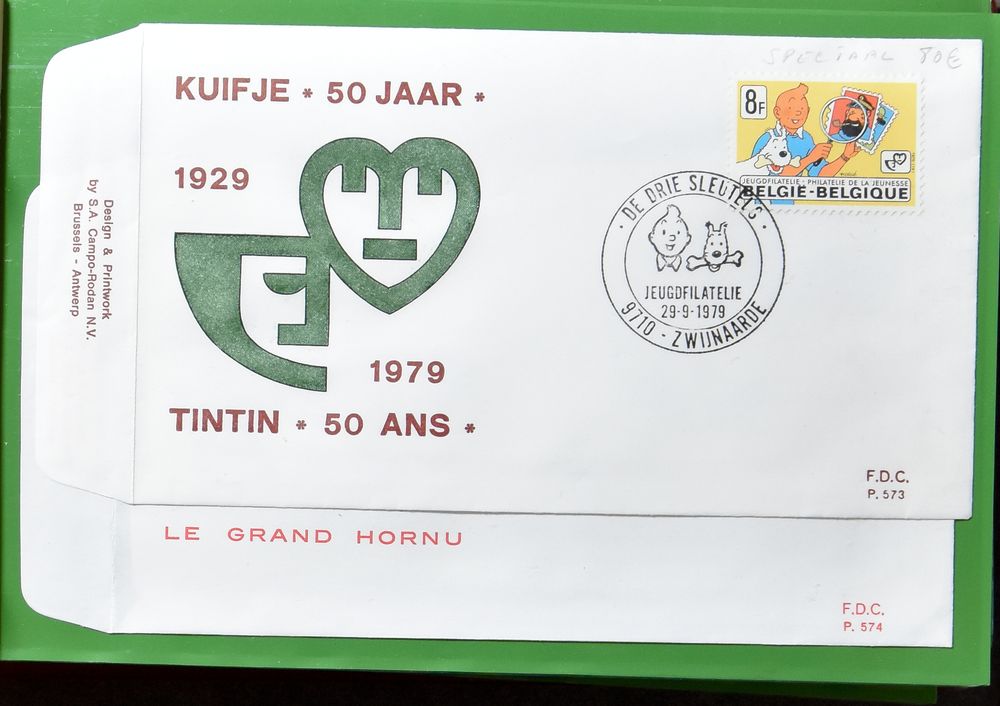 SPECIAAL 80€
KUIFJE * 50 JAAR *
1929
8F
JEUGDFILATELIE - PHILATELIE DE LA JEUNESSE
BELGIË-BELGIQUE
• DE DRIE SLEUTELS •
JEUGDFILATELIE
29-9-1979
9710 - ZWIJNAARDE
1979
TINTIN * 50 ANS *
Design & Printwork
by S.A. Campo-Rodan N.V.
Brussels - Antwerp
F.D.C.
P. 573
LE GRAND HORNU
F.D.C.
P. 574